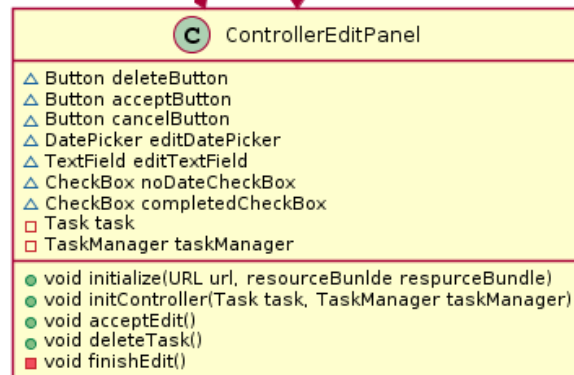 C ControllerEditPanel
Button deleteButton
Button acceptButton
Button cancelButton
DatePicker editDatePicker
TextField editTextField
CheckBox noDateCheckBox
CheckBox completedCheckBox
Task task
TaskManager taskManager
void initialize(URL url, resourceBunlde respurceBundle)
void initController(Task task, TaskManager taskManager)
void acceptEdit()
void deleteTask()
void finishEdit()